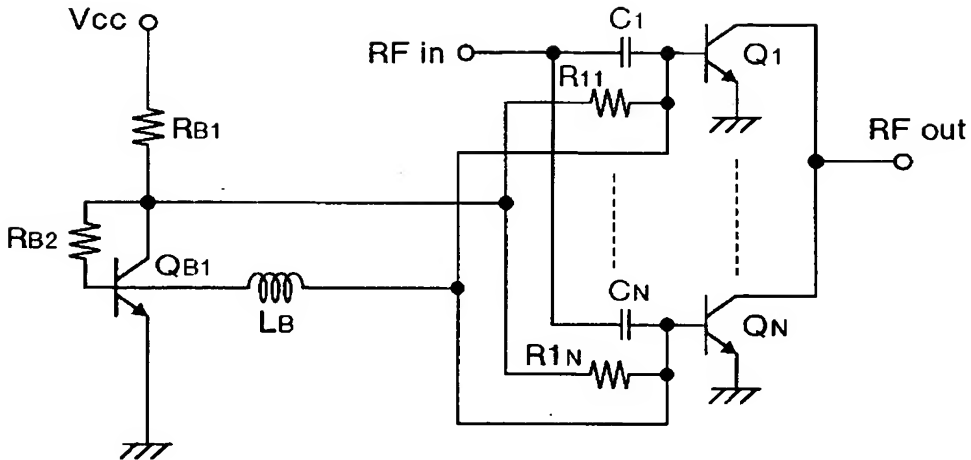 Vcc
RB1
RB2
QB1
LB
RF in
C1
R11
Q1
RF out
CN
R1N
QN